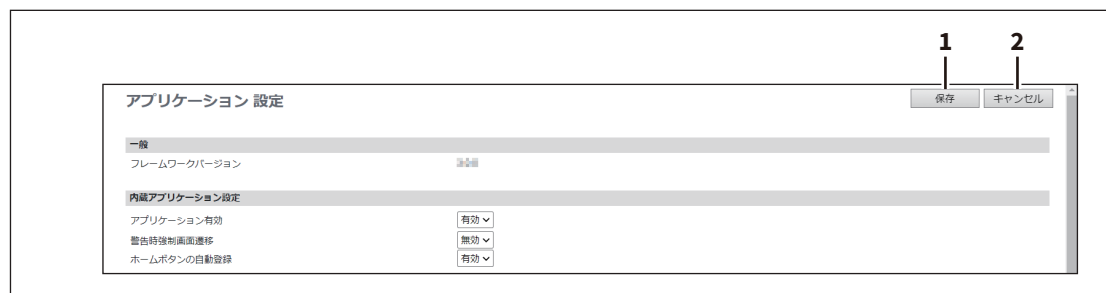 1 2
アプリケーション 設定 保存 キャンセル
一般
フレームワークバージョン
内蔵アプリケーション設定
アプリケーション有効 有効
警告時強制画面遷移 無効
ホームボタンの自動登録 有効